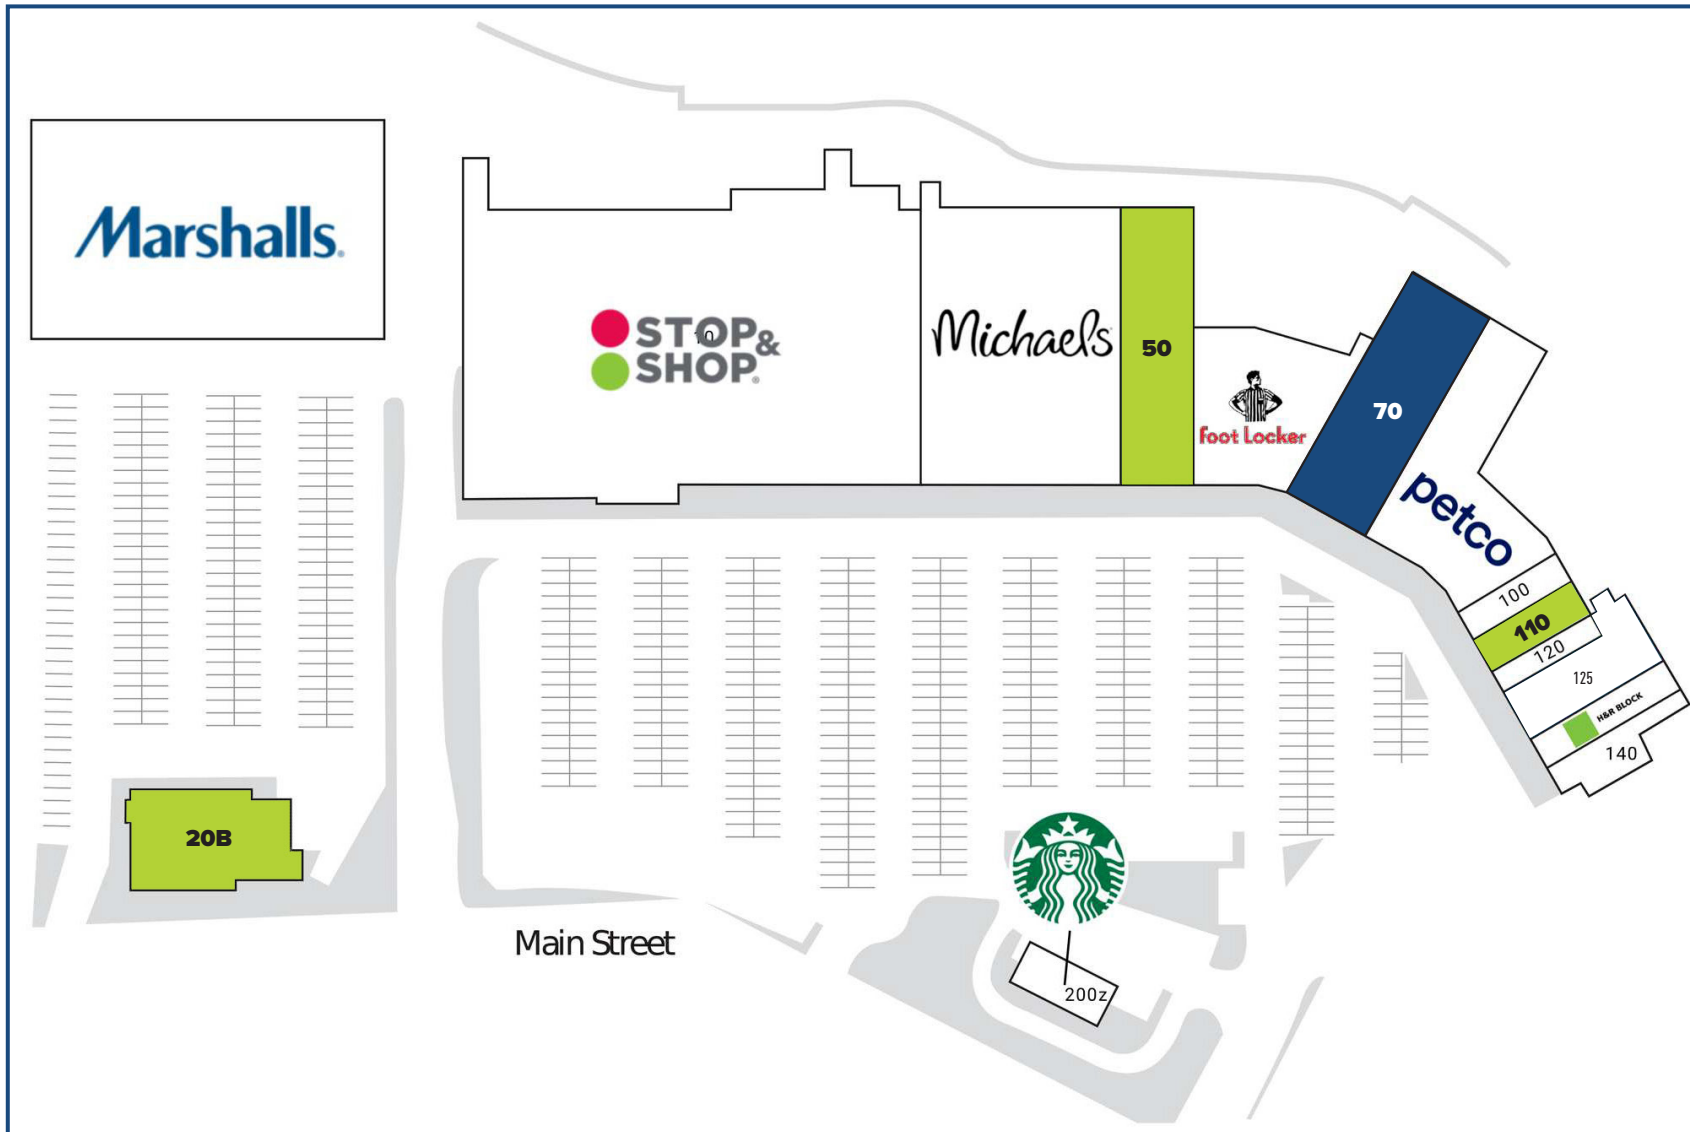 Marshalls.
STOP&
SHOP®
10
Michaels
50
foot Locker
70
petco
100
110
120
125
H&R BLOCK
140
20B
Main Street
200z